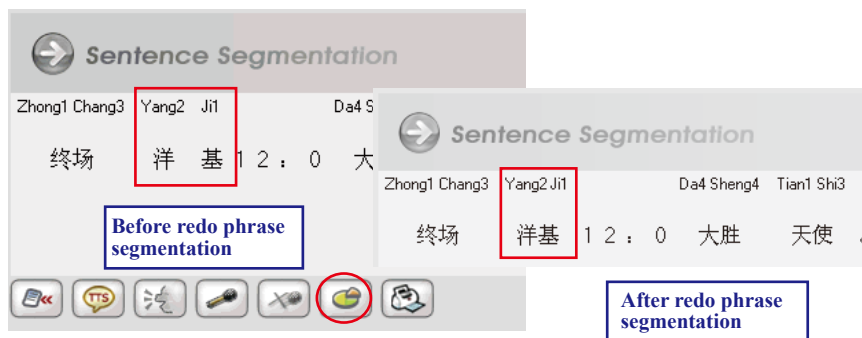 Sentence Segmentation
Zhong1 Chang3 Yang2 Ji1 Da4 S
终场 洋 基 1 2 : 0 大
Before redo phrase
segmentation
TTS
Sentence Segmentation
Zhong1 Chang3 Yang2 Ji1 Da4 Sheng4 Tian1 Shi3
终场 洋基 1 2 : 0 大胜 天使 。
After redo phrase
segmentation